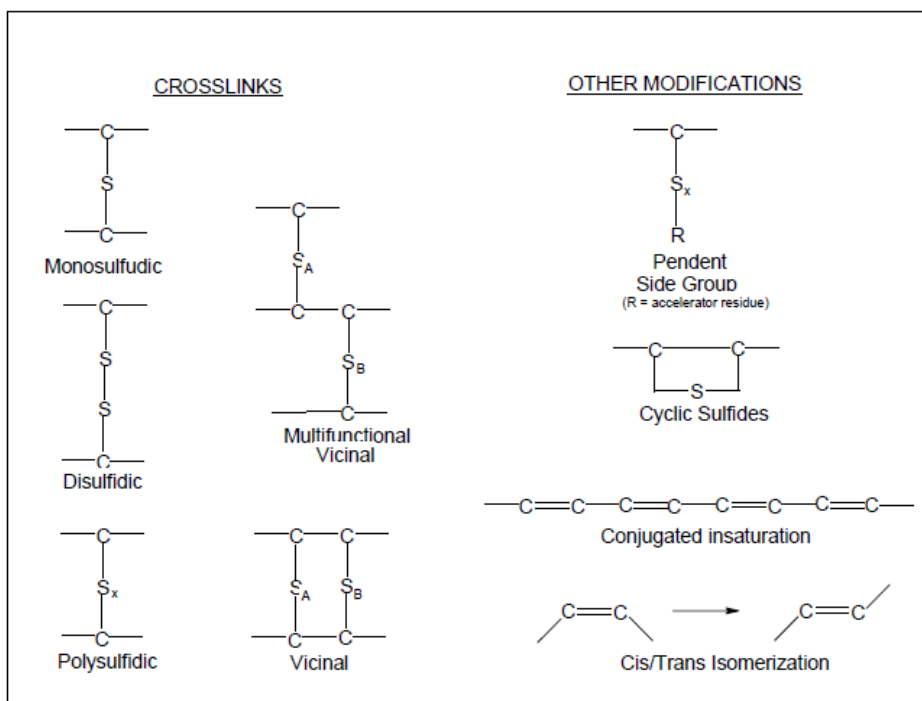 CROSSLINKS
C
S
C
Monosulfudic
C
S
S
C
Disulfidic
C
Sx
C
Polysulfidic
C
SA
C C
SB
C
Multifunctional
Vicinal
C C
SA SB
C C
Vicinal
OTHER MODIFICATIONS
C
Sx
R
Pendent
Side Group
(R = accelerator residue)
C C
S
Cyclic Sulfides
C=C—C=C—C=C—C=C
Conjugated insaturation
C=C C=C
Cis/Trans Isomerization